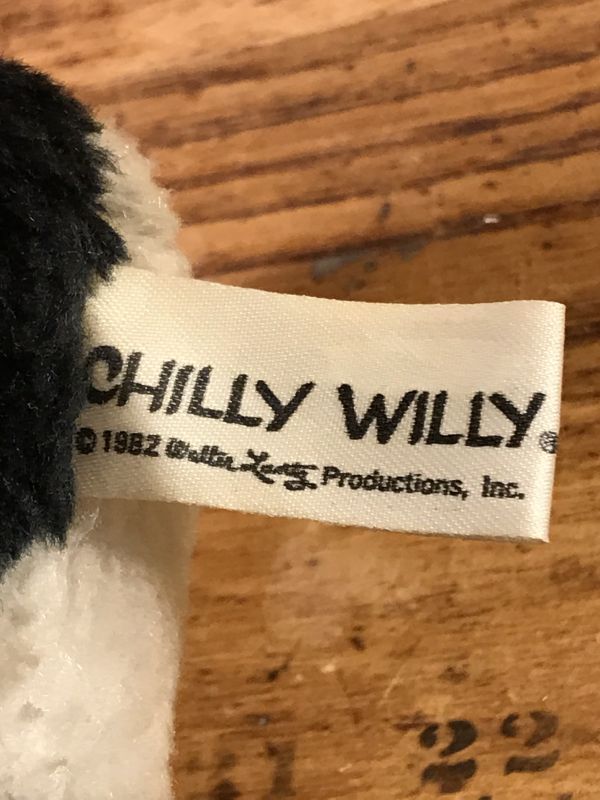 CHILLY WILLY®
© 1982 Walter Lantz Productions, Inc.
22